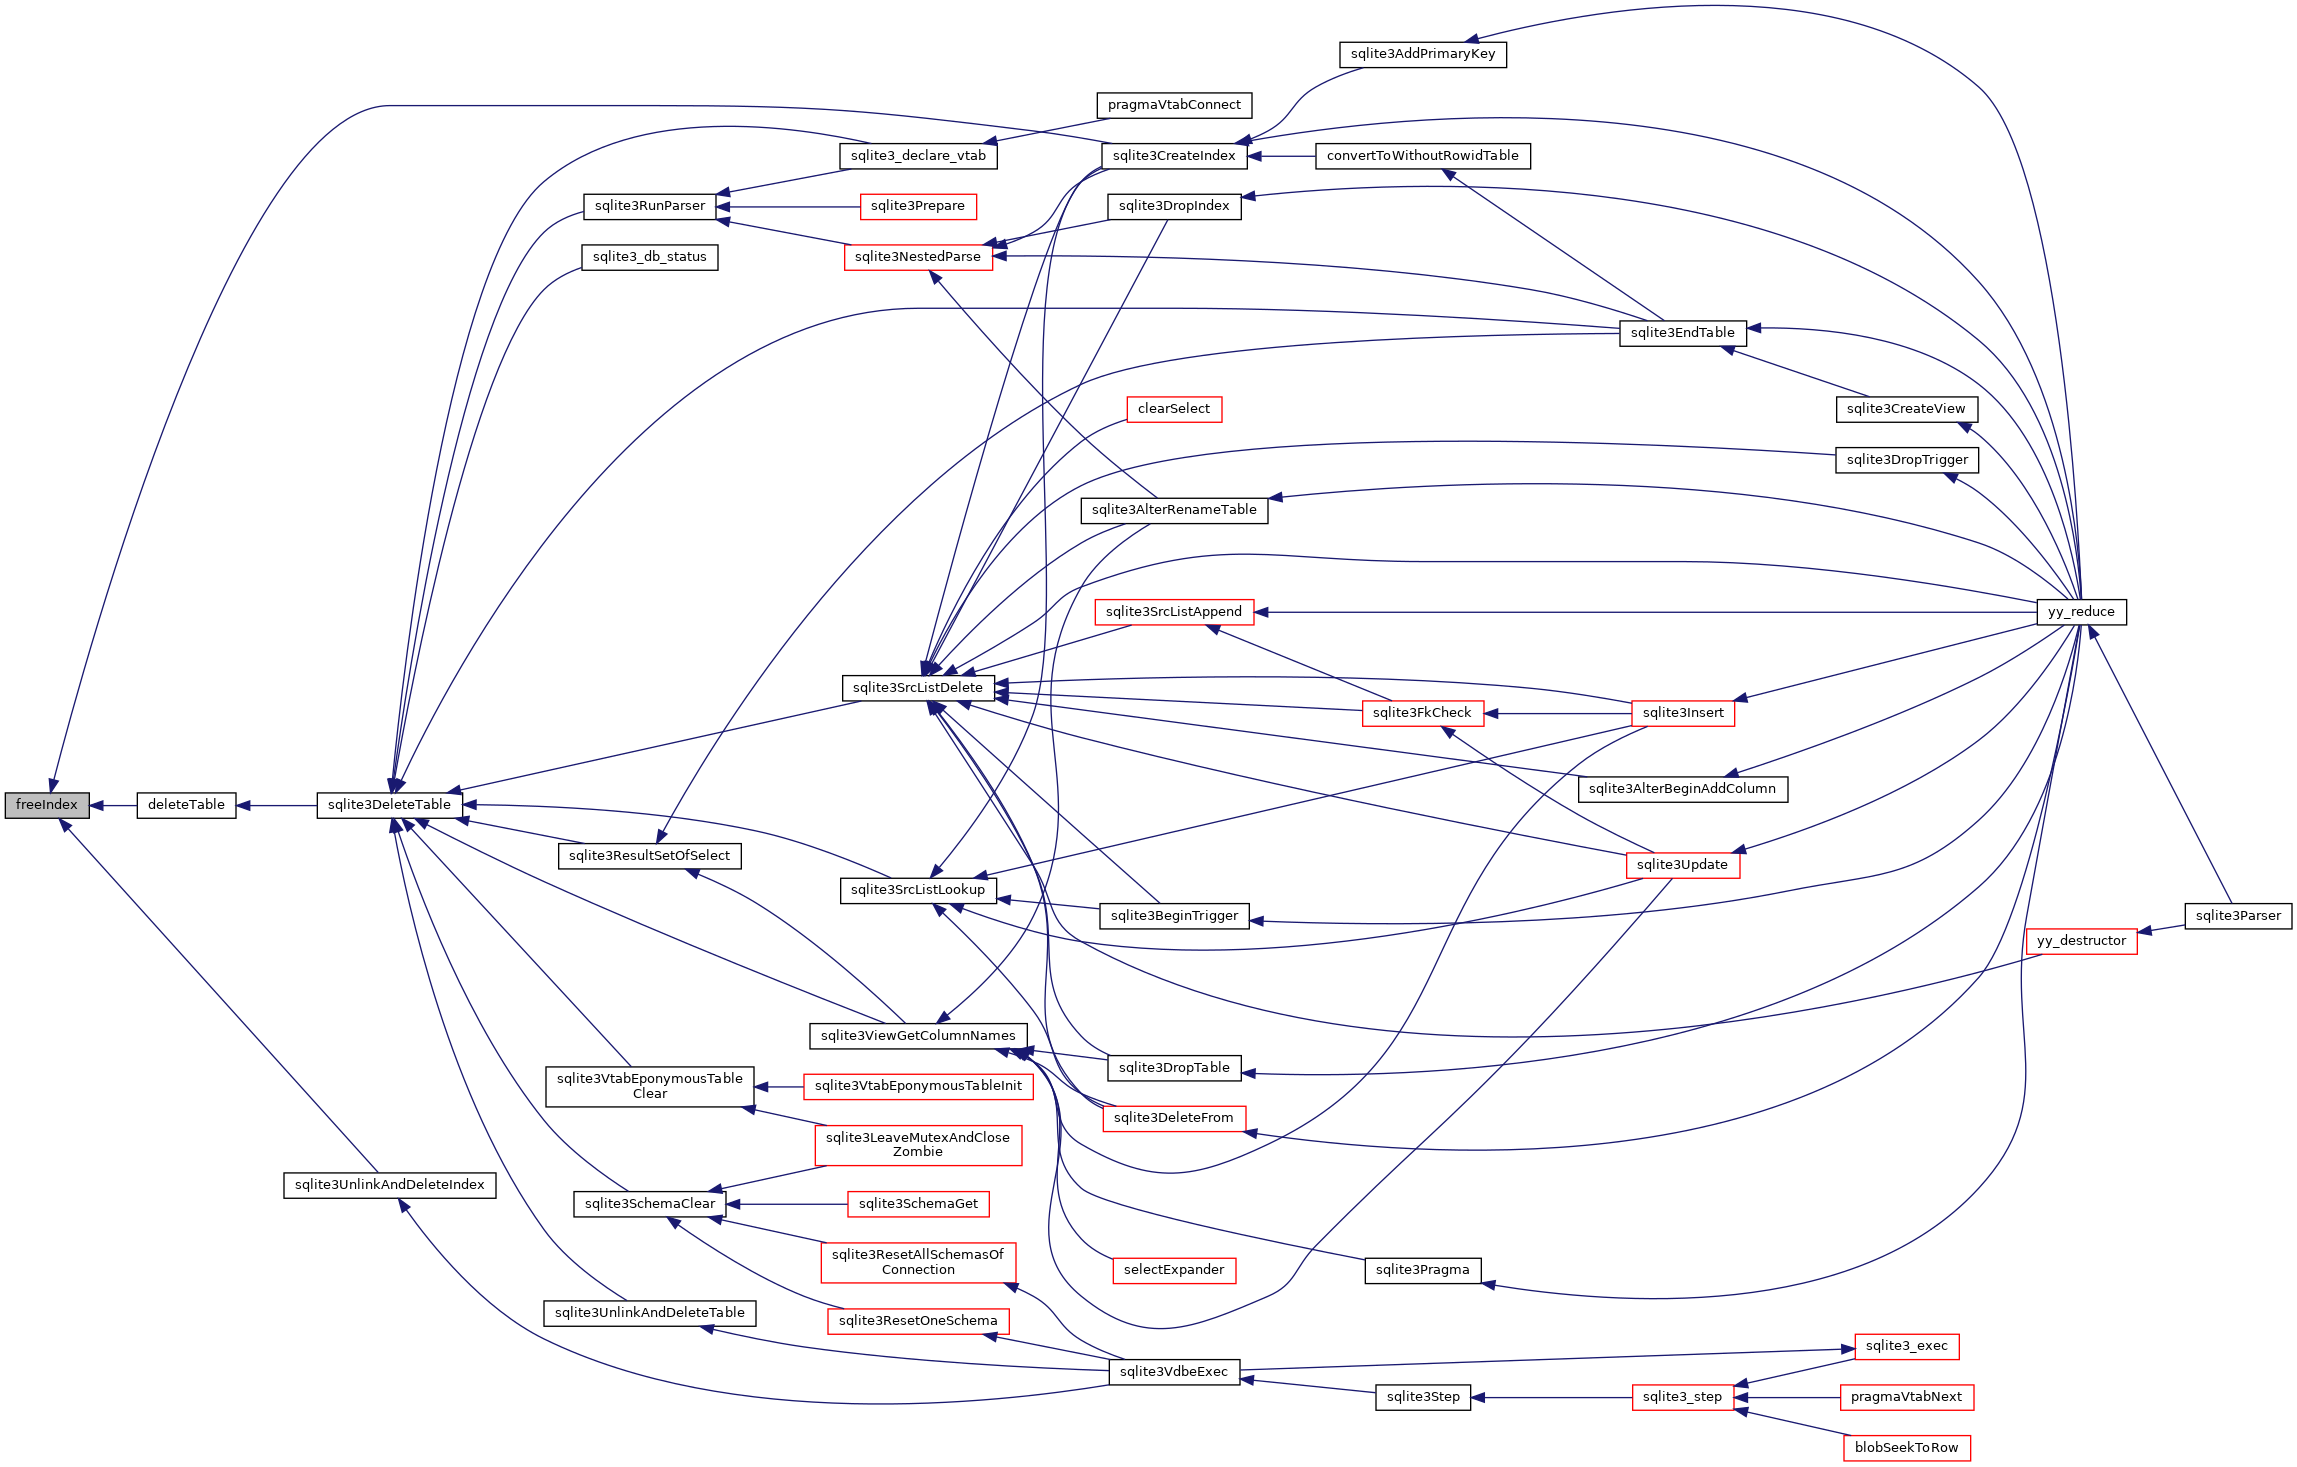 sqlite3AddPrimaryKey
pragmaVtabConnect
sqlite3_declare_vtab
sqlite3CreateIndex
convertToWithoutRowidTable
sqlite3RunParser
sqlite3Prepare
sqlite3DropIndex
sqlite3_db_status
sqlite3NestedParse
sqlite3EndTable
clearSelect
sqlite3CreateView
sqlite3DropTrigger
sqlite3AlterRenameTable
sqlite3SrcListAppend
yy_reduce
sqlite3SrcListDelete
sqlite3FkCheck
sqlite3Insert
sqlite3AlterBeginAddColumn
freeIndex
deleteTable
sqlite3DeleteTable
sqlite3ResultSetOfSelect
sqlite3Update
sqlite3SrcListLookup
sqlite3BeginTrigger
sqlite3Parser
yy_destructor
sqlite3ViewGetColumnNames
sqlite3DropTable
sqlite3VtabEponymousTable
Clear
sqlite3VtabEponymousTableInit
sqlite3DeleteFrom
sqlite3LeaveMutexAndClose
Zombie
sqlite3UnlinkAndDeleteIndex
sqlite3SchemaClear
sqlite3SchemaGet
sqlite3ResetAllSchemasOf
Connection
selectExpander
sqlite3Pragma
sqlite3UnlinkAndDeleteTable
sqlite3ResetOneSchema
sqlite3_exec
sqlite3VdbeExec
sqlite3Step
sqlite3_step
pragmaVtabNext
blobSeekToRow